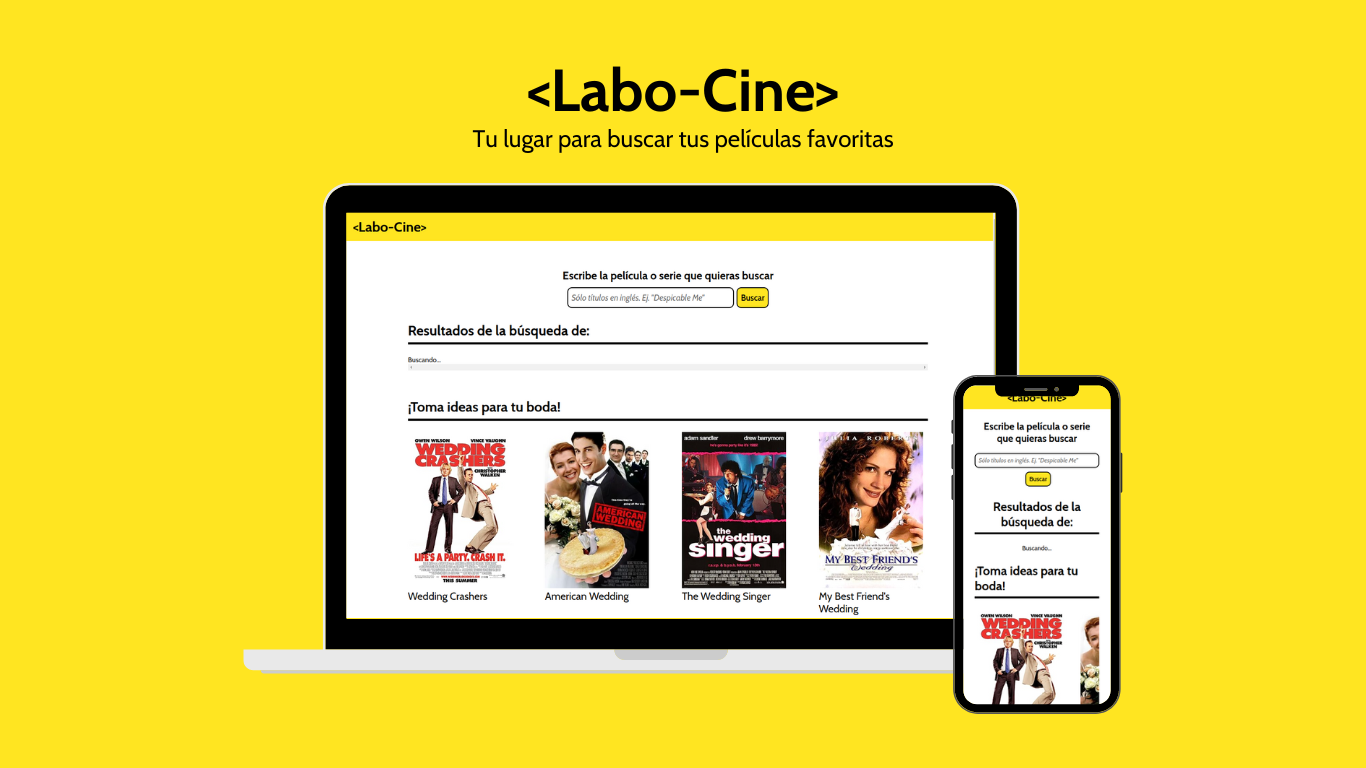 <Labo-Cine>
Tu lugar para buscar tus películas favoritas
<Labo-Cine>
Escribe la película o serie que quieras buscar
Sólo títulos en inglés. Ej. "Despicable Me"
Buscar
Resultados de la búsqueda de:
Buscando...
¡Toma ideas para tu boda!
OWEN WILSON VINCE VAUGHN
WEDDING
CRASHERS
CHRISTOPHER
WALKEN
LIFE'S A PARTY. CRASH IT.
AMERICAN
WEDDING
adam sandler drew barrymore
the
wedding
singer
JULIA ROBERTS
MY BEST FRIEND'S
Wedding
Wedding Crashers
American Wedding
The Wedding Singer
My Best Friend's
Wedding
<Labo-Cine>
Escribe la película o serie
que quieras buscar
Sólo títulos en inglés. Ej. "Despicable Me"
Buscar
Resultados de la
búsqueda de:
Buscando...
¡Toma ideas para tu
boda!
OWEN WILSON VINCE VAUGHN
WEDDING
CRASHERS
CHRISTOPHER
WALKEN